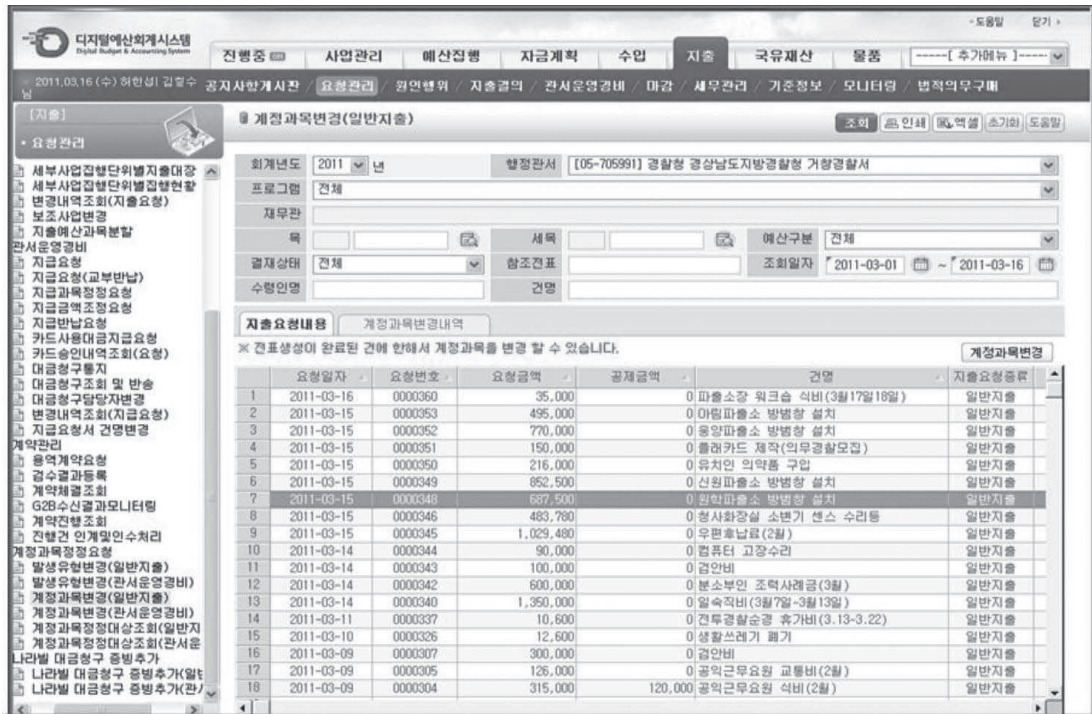 - 도움말 닫기
디지털예산회계시스템
Digital Budget & Accounting System
진행중 사업관리 예산집행 자금계획 수입 지출 국유재산 물품 -----[ 추가메뉴 ]-----
2011.03.16 (수) 허한섭| 김철수님
공지사항게시판 / 요청관리 / 원인행위 / 지출결의 / 관서운영경비 / 마감 / 세무관리 / 기준정보 / 모니터링 / 법적의무구매
[지출]
• 요청관리
세부사업집행단위별지출대장
세부사업집행단위별집행현황
변경내역조회(지출요청)
보조사업변경
지출예산과목분할
관서운영경비
지급요청
지급요청(교부반납)
지급과목정정요청
지급금액조정요청
지급반납요청
카드사용대금지급요청
카드승인내역조회(요청)
대금청구통지
대금청구조회 및 반송
대금청구담당자변경
변경내역조회(지급요청)
지급요청서 건명변경
계약관리
용역계약요청
검수결과등록
계약체결조회
G2B수신결과모니터링
계약진행조회
진행건 인계및인수처리
계정과목정정요청
발생유형변경(일반지출)
발생유형변경(관서운영경비)
계정과목변경(일반지출)
계정과목변경(관서운영경비)
계정과목정정대상조회(일반지
계정과목정정대상조회(관서운
나라빌 대금청구 증빙추가
나라빌 대금청구 증빙추가(일반
나라빌 대금청구 증빙추가(관/
계정과목변경(일반지출)
조회 인쇄 엑셀 초기화 도움말
회계년도 2011 년 행정관서 [05-705991] 경찰청 경상남도지방경찰청 거창경찰서
프로그램 전체
재무관
목 세목 예산구분 전체
결재상태 전체 참조전표 조회일자 2011-03-01 ~ 2011-03-16
수령인명 건명
지출요청내용 계정과목변경내역
※ 전표생성이 완료된 건에 한해서 계정과목을 변경 할 수 있습니다.
계정과목변경
요청일자 요청번호 요청금액 공제금액 건명 지출요청종류
1 2011-03-16 0000360 35,000 0 파출소장 워크숍 식비(3월17일18일) 일반지출
2 2011-03-15 0000353 495,000 0 아림파출소 방범창 설치 일반지출
3 2011-03-15 0000352 770,000 0 웅양파출소 방범창 설치 일반지출
4 2011-03-15 0000351 150,000 0 플래카드 제작(의무경찰모집) 일반지출
5 2011-03-15 0000350 216,000 0 유치인 의약품 구입 일반지출
6 2011-03-15 0000349 852,500 0 신원파출소 방범창 설치 일반지출
7 2011-03-15 0000348 687,500 0 원학파출소 방범창 설치 일반지출
8 2011-03-15 0000346 483,780 0 청사화장실 소변기 센스 수리등 일반지출
9 2011-03-15 0000345 1,029,480 0 우편후납료(2월) 일반지출
10 2011-03-14 0000344 90,000 0 컴퓨터 고장수리 일반지출
11 2011-03-14 0000343 100,000 0 검안비 일반지출
12 2011-03-14 0000342 600,000 0 분소부인 조력사례금(3월) 일반지출
13 2011-03-14 0000340 1,350,000 0 일숙직비(3월7일~3월13일) 일반지출
14 2011-03-11 0000337 10,600 0 전투경찰순경 휴가비(3.13-3.22) 일반지출
15 2011-03-10 0000326 12,600 0 생활쓰레기 폐기 일반지출
16 2011-03-09 0000307 300,000 0 검안비 일반지출
17 2011-03-09 0000305 126,000 0 공익근무요원 교통비(2월) 일반지출
18 2011-03-09 0000304 315,000 120,000 공익근무요원 식비(2월) 일반지출